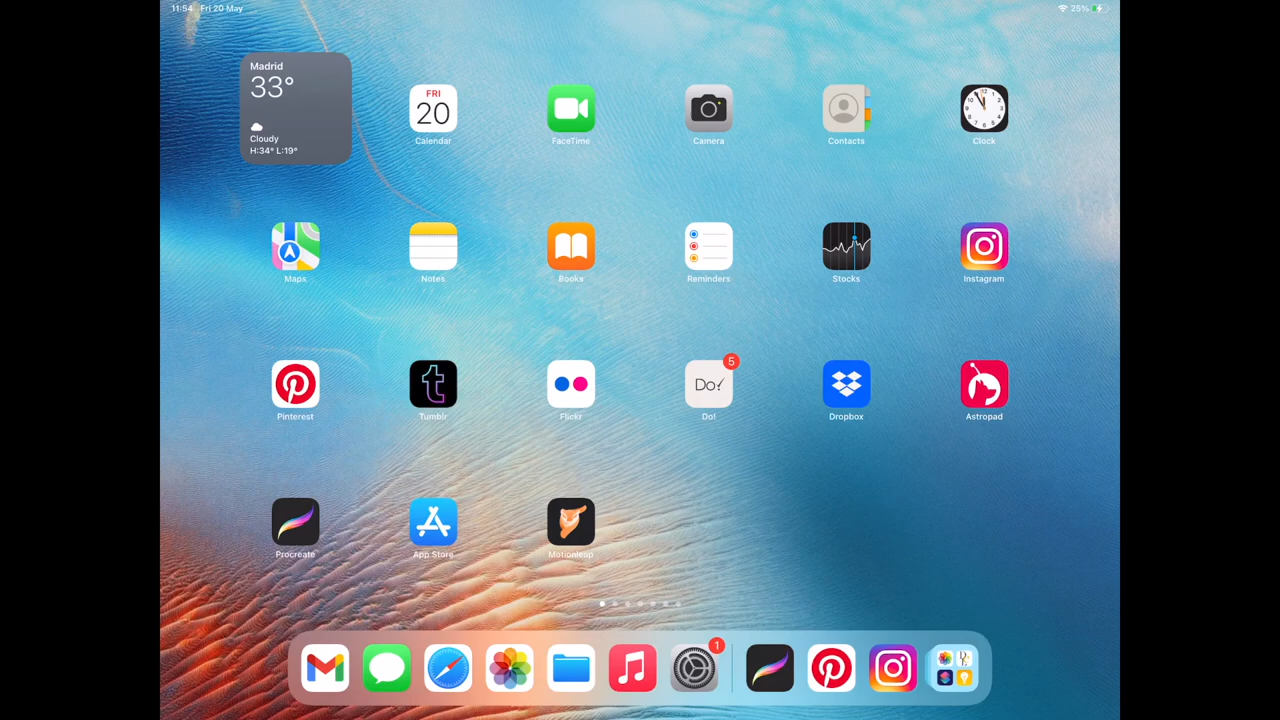 11:54 Fri 20 May
25%
Madrid
33°
Cloudy
H:34° L:19°
FRI
20
Calendar
FaceTime
Camera
Contacts
Clock
Maps
Notes
Books
Reminders
Stocks
Instagram
Pinterest
Tumblr
Flickr
Do!
5
Do!
Dropbox
Astropad
Procreate
App Store
Motionleap
1